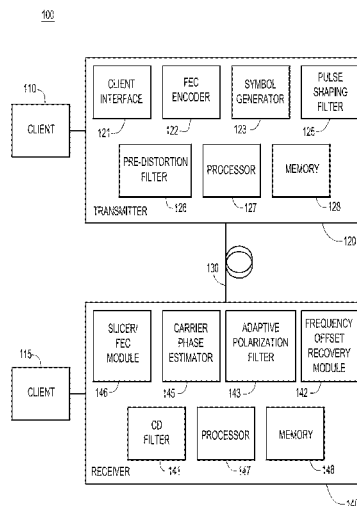 100
110
CLIENT
CLIENT
INTERFACE
121
FEC
ENCODER
122
SYMBOL
GENERATOR
123
PULSE
SHAPING
FILTER
125
PRE-DISTORTION
FILTER
126
PROCESSOR
127
MEMORY
128
TRANSMITTER
120
130
115
CLIENT
SLICER/
FEC MODULE
146
CARRIER
PHASE
ESTIMATOR
145
ADAPTIVE
POLARIZATION
FILTER
143
FREQUENCY
OFFSET
RECOVERY
MODULE
142
CD
FILTER
PROCESSOR
147
MEMORY
148
RECEIVER